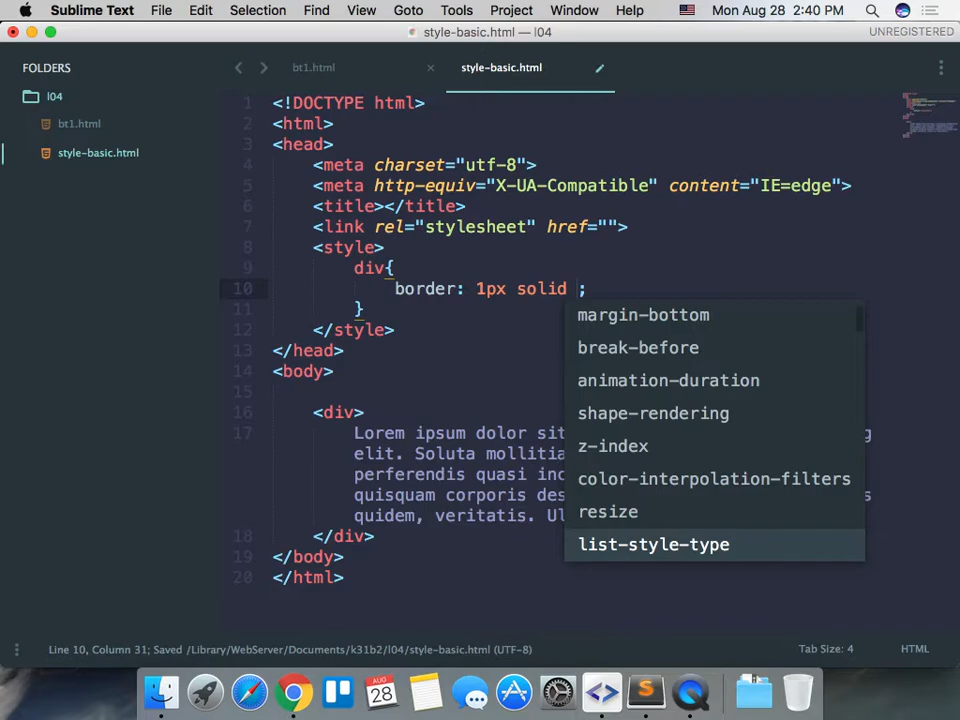 Sublime Text File Edit Selection Find View Goto Tools Project Window Help Mon Aug 28 2:40 PM
style-basic.html — l04 UNREGISTERED
FOLDERS
l04
bt1.html
style-basic.html
bt1.html × style-basic.html
1 <!DOCTYPE html>
2 <html>
3 <head>
4 <meta charset="utf-8">
5 <meta http-equiv="X-UA-Compatible" content="IE=edge">
6 <title></title>
7 <link rel="stylesheet" href="">
8 <style>
9 div{
10 border: 1px solid ;
11 }
12 </style>
13 </head>
14 <body>
15
16 <div>
17 Lorem ipsum dolor sit
elit. Soluta mollitia
perferendis quasi inc
quisquam corporis des
quidem, veritatis. Ul
18 </div>
19 </body>
20 </html>
margin-bottom
break-before
animation-duration
shape-rendering
z-index
color-interpolation-filters
resize
list-style-type
Line 10, Column 31; Saved /Library/WebServer/Documents/k31b2/l04/style-basic.html (UTF-8) Tab Size: 4 HTML
AUG
28